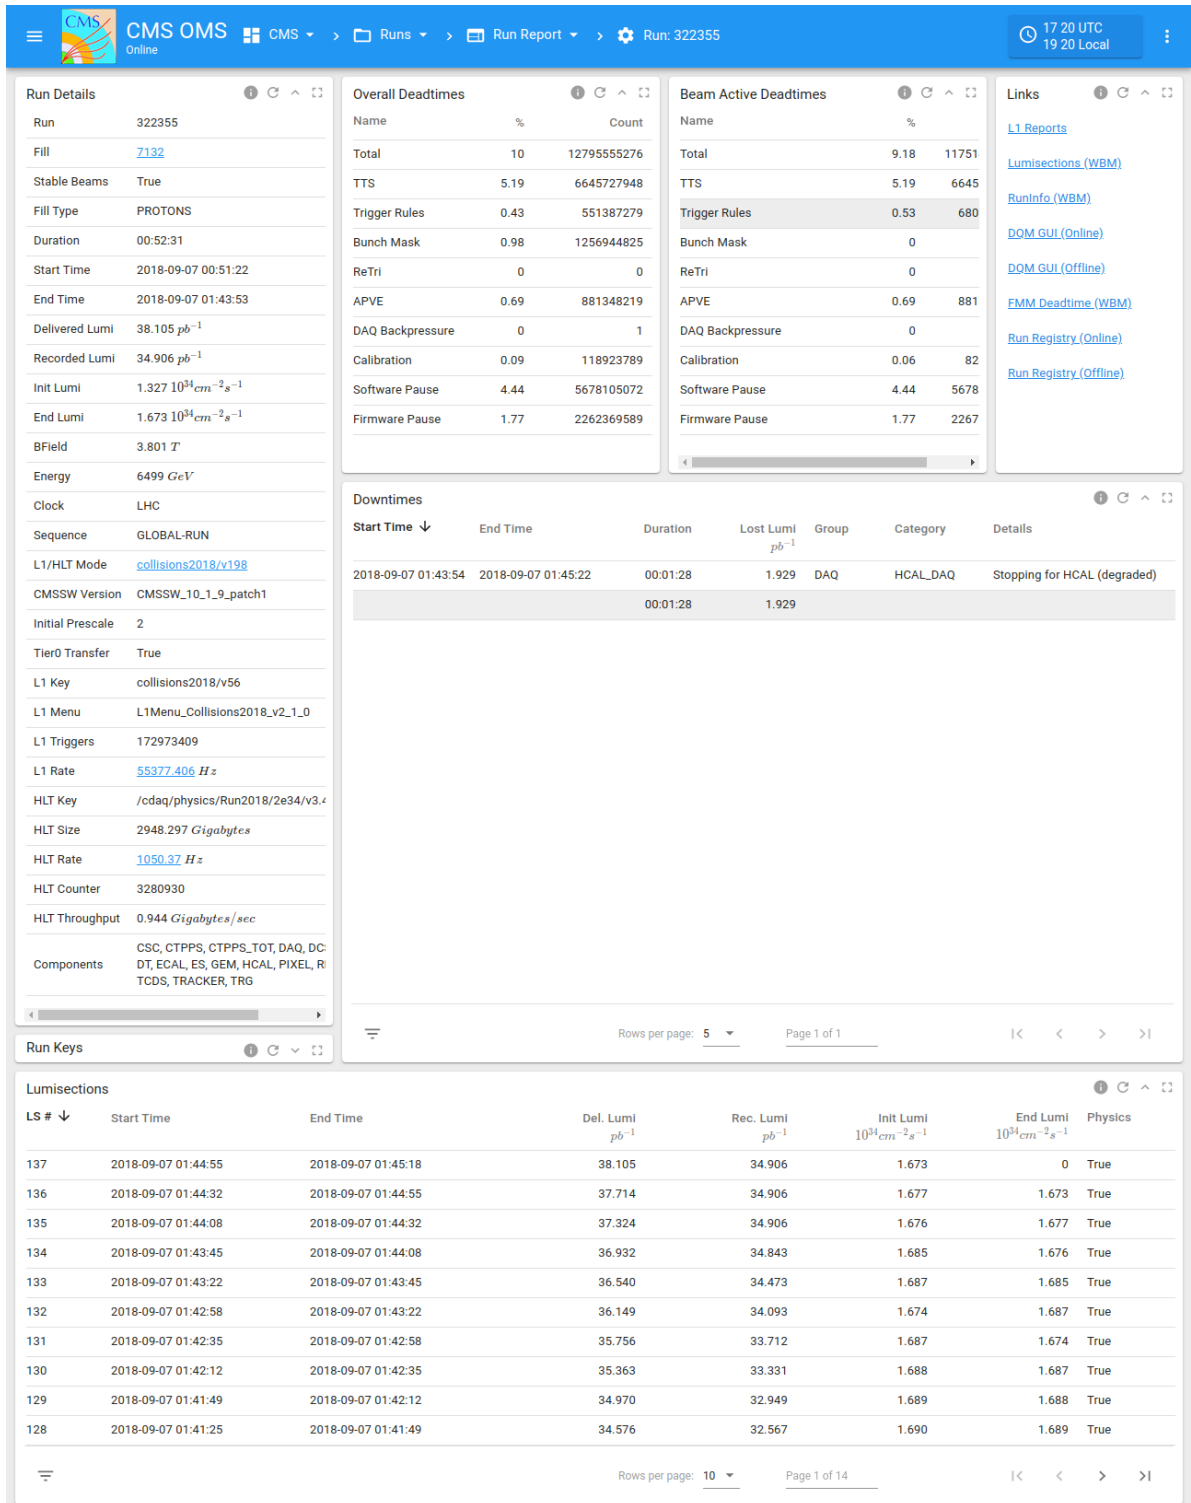 CMS
CMS OMS
Online
CMS
Runs
Run Report
Run: 322355
17 20 UTC
19 20 Local
Run Details
Run 322355
Fill 7132
Stable Beams True
Fill Type PROTONS
Duration 00:52:31
Start Time 2018-09-07 00:51:22
End Time 2018-09-07 01:43:53
Delivered Lumi 38.105 pb−1
Recorded Lumi 34.906 pb−1
Init Lumi 1.327 10^34 cm−2 s−1
End Lumi 1.673 10^34 cm−2 s−1
BField 3.801 T
Energy 6499 GeV
Clock LHC
Sequence GLOBAL-RUN
L1/HLT Mode collisions2018/v198
CMSSW Version CMSSW_10_1_9_patch1
Initial Prescale 2
Tier0 Transfer True
L1 Key collisions2018/v56
L1 Menu L1Menu_Collisions2018_v2_1_0
L1 Triggers 172973409
L1 Rate 55377.406 Hz
HLT Key /cdaq/physics/Run2018/2e34/v3.4
HLT Size 2948.297 Gigabytes
HLT Rate 1050.37 Hz
HLT Counter 3280930
HLT Throughput 0.944 Gigabytes/sec
Components CSC, CTPPS, CTPPS_TOT, DAQ, DC
DT, ECAL, ES, GEM, HCAL, PIXEL, R
TCDS, TRACKER, TRG
Run Keys
Overall Deadtimes
Name % Count
Total 10 12795555276
TTS 5.19 6645727948
Trigger Rules 0.43 551387279
Bunch Mask 0.98 1256944825
ReTri 0 0
APVE 0.69 881348219
DAQ Backpressure 0 1
Calibration 0.09 118923789
Software Pause 4.44 5678105072
Firmware Pause 1.77 2262369589
Beam Active Deadtimes
Name %
Total 9.18 11751
TTS 5.19 6645
Trigger Rules 0.53 680
Bunch Mask 0
ReTri 0
APVE 0.69 881
DAQ Backpressure 0
Calibration 0.06 82
Software Pause 4.44 5678
Firmware Pause 1.77 2267
Links
L1 Reports
Lumisections (WBM)
RunInfo (WBM)
DQM GUI (Online)
DQM GUI (Offline)
FMM Deadtime (WBM)
Run Registry (Online)
Run Registry (Offline)
Downtimes
Start Time End Time Duration Lost Lumi pb−1 Group Category Details
2018-09-07 01:43:54 2018-09-07 01:45:22 00:01:28 1.929 DAQ HCAL_DAQ Stopping for HCAL (degraded)
00:01:28 1.929
Rows per page: 5 Page 1 of 1
Lumisections
LS # Start Time End Time Del. Lumi Rec. Lumi Init Lumi End Lumi Physics
pb−1 pb−1 10^34 cm−2 s−1 10^34 cm−2 s−1
137 2018-09-07 01:44:55 2018-09-07 01:45:18 38.105 34.906 1.673 0 True
136 2018-09-07 01:44:32 2018-09-07 01:44:55 37.714 34.906 1.677 1.673 True
135 2018-09-07 01:44:08 2018-09-07 01:44:32 37.324 34.906 1.676 1.677 True
134 2018-09-07 01:43:45 2018-09-07 01:44:08 36.932 34.843 1.685 1.676 True
133 2018-09-07 01:43:22 2018-09-07 01:43:45 36.540 34.473 1.687 1.685 True
132 2018-09-07 01:42:58 2018-09-07 01:43:22 36.149 34.093 1.674 1.687 True
131 2018-09-07 01:42:35 2018-09-07 01:42:58 35.756 33.712 1.687 1.674 True
130 2018-09-07 01:42:12 2018-09-07 01:42:35 35.363 33.331 1.688 1.687 True
129 2018-09-07 01:41:49 2018-09-07 01:42:12 34.970 32.949 1.689 1.688 True
128 2018-09-07 01:41:25 2018-09-07 01:41:49 34.576 32.567 1.690 1.689 True
Rows per page: 10 Page 1 of 14